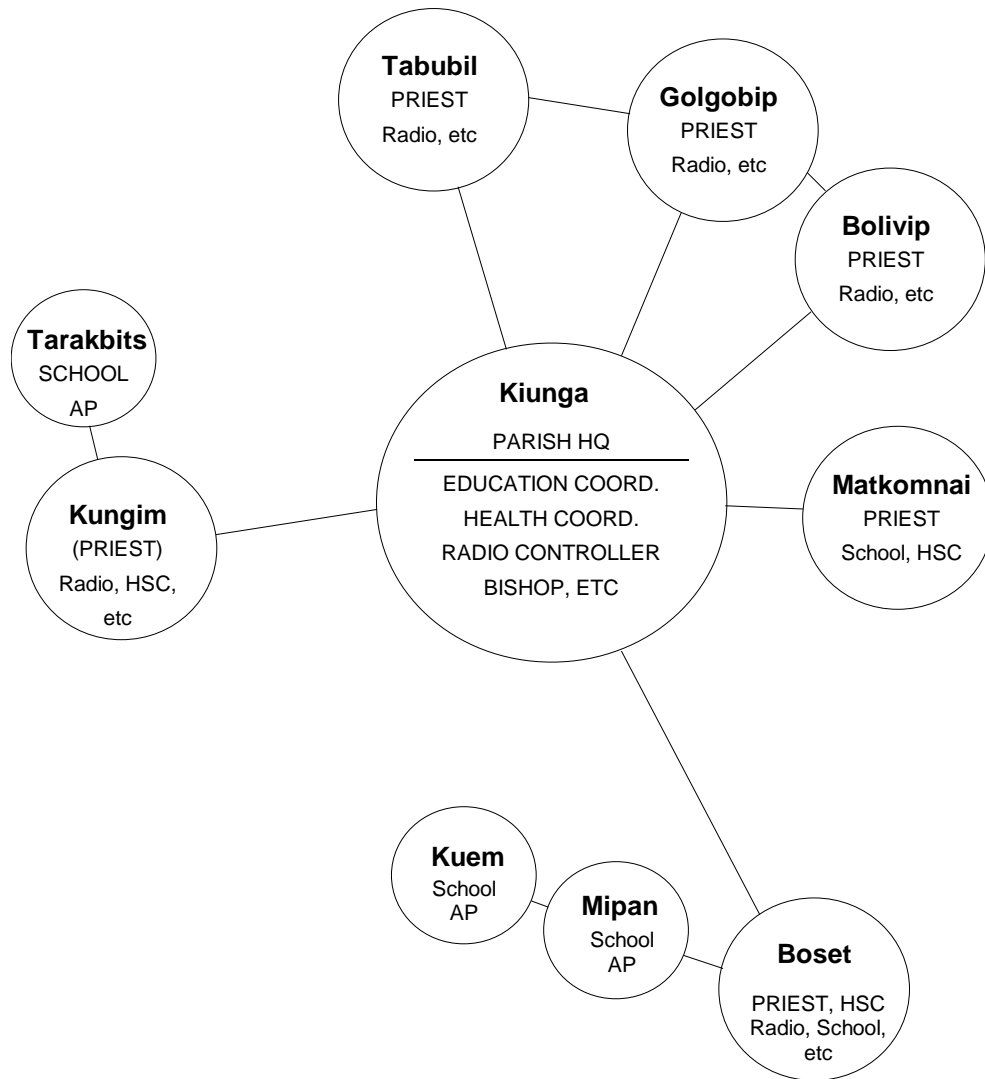 Tabubil
PRIEST
Radio, etc
Golgobip
PRIEST
Radio, etc
Bolivip
PRIEST
Radio, etc
Tarakbits
SCHOOL
AP
Kiunga
PARISH HQ
EDUCATION COORD.
HEALTH COORD.
RADIO CONTROLLER
BISHOP, ETC
Kungim
(PRIEST)
Radio, HSC,
etc
Matkomnai
PRIEST
School, HSC
Kuem
School
AP
Mipan
School
AP
Boset
PRIEST, HSC
Radio, School,
etc